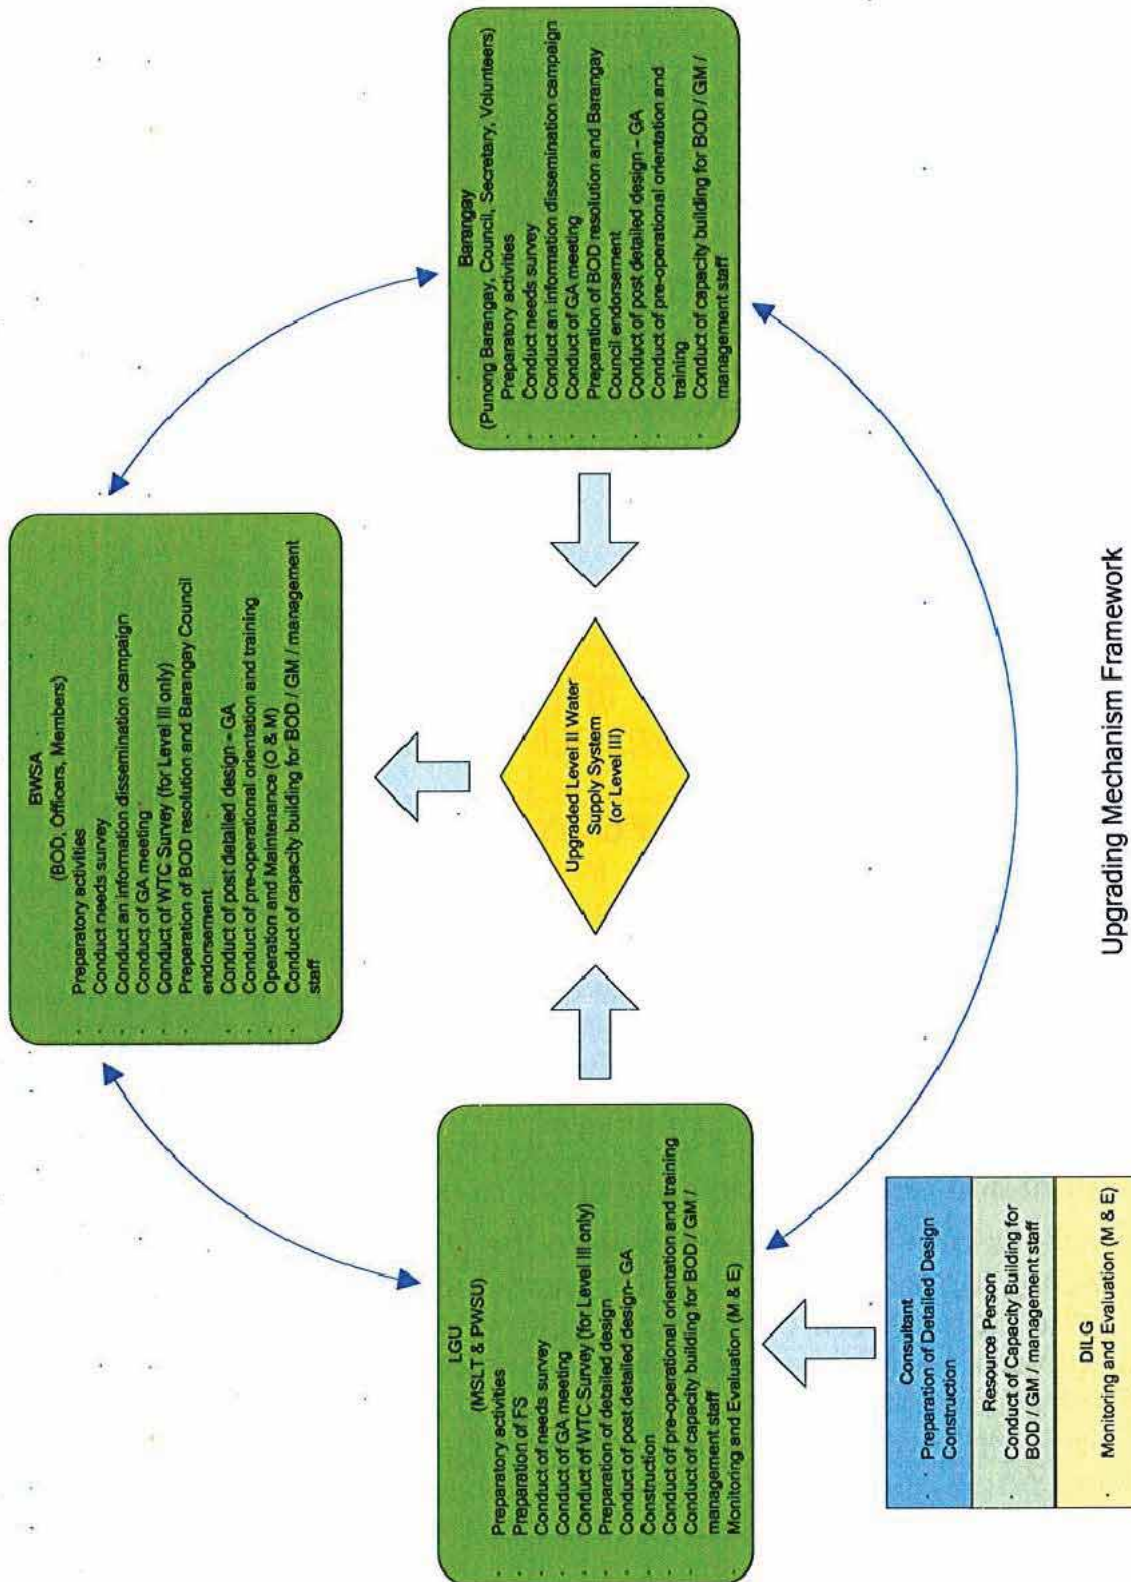 BWSA
(BOD, Officers, Members)
· Preparatory activities
· Conduct needs survey
· Conduct an information dissemination campaign
· Conduct of GA meeting
· Conduct of WTC Survey (for Level III only)
· Preparation of BOD resolution and Barangay Council
endorsement
· Conduct of post detailed design - GA
· Conduct of pre-operational orientation and training
· Operation and Maintenance (O & M)
· Conduct of capacity building for BOD / GM / management
staff
LGU
(MSLT & PWSU)
· Preparatory activities
· Preparation of FS
· Conduct of needs survey
· Conduct of GA meeting
· Conduct of WTC Survey (for Level III only)
· Preparation of detailed design
· Conduct of post detailed design- GA
· Construction
· Conduct of pre-operational orientation and training
· Conduct of capacity building for BOD / GM /
management staff
· Monitoring and Evaluation (M & E)
Upgraded Level II Water
Supply System
(or Level III)
Barangay
(Punong Barangay, Council, Secretary, Volunteers)
· Preparatory activities
· Conduct needs survey
· Conduct an information dissemination campaign
· Conduct of GA meeting
· Preparation of BOD resolution and Barangay
Council endorsement
· Conduct of post detailed design - GA
· Conduct of pre-operational orientation and
training
· Conduct of capacity building for BOD / GM /
management staff
Consultant
· Preparation of Detailed Design
· Construction
Resource Person
· Conduct of Capacity Building for
BOD / GM / management staff
DILG
· Monitoring and Evaluation (M & E)
Upgrading Mechanism Framework